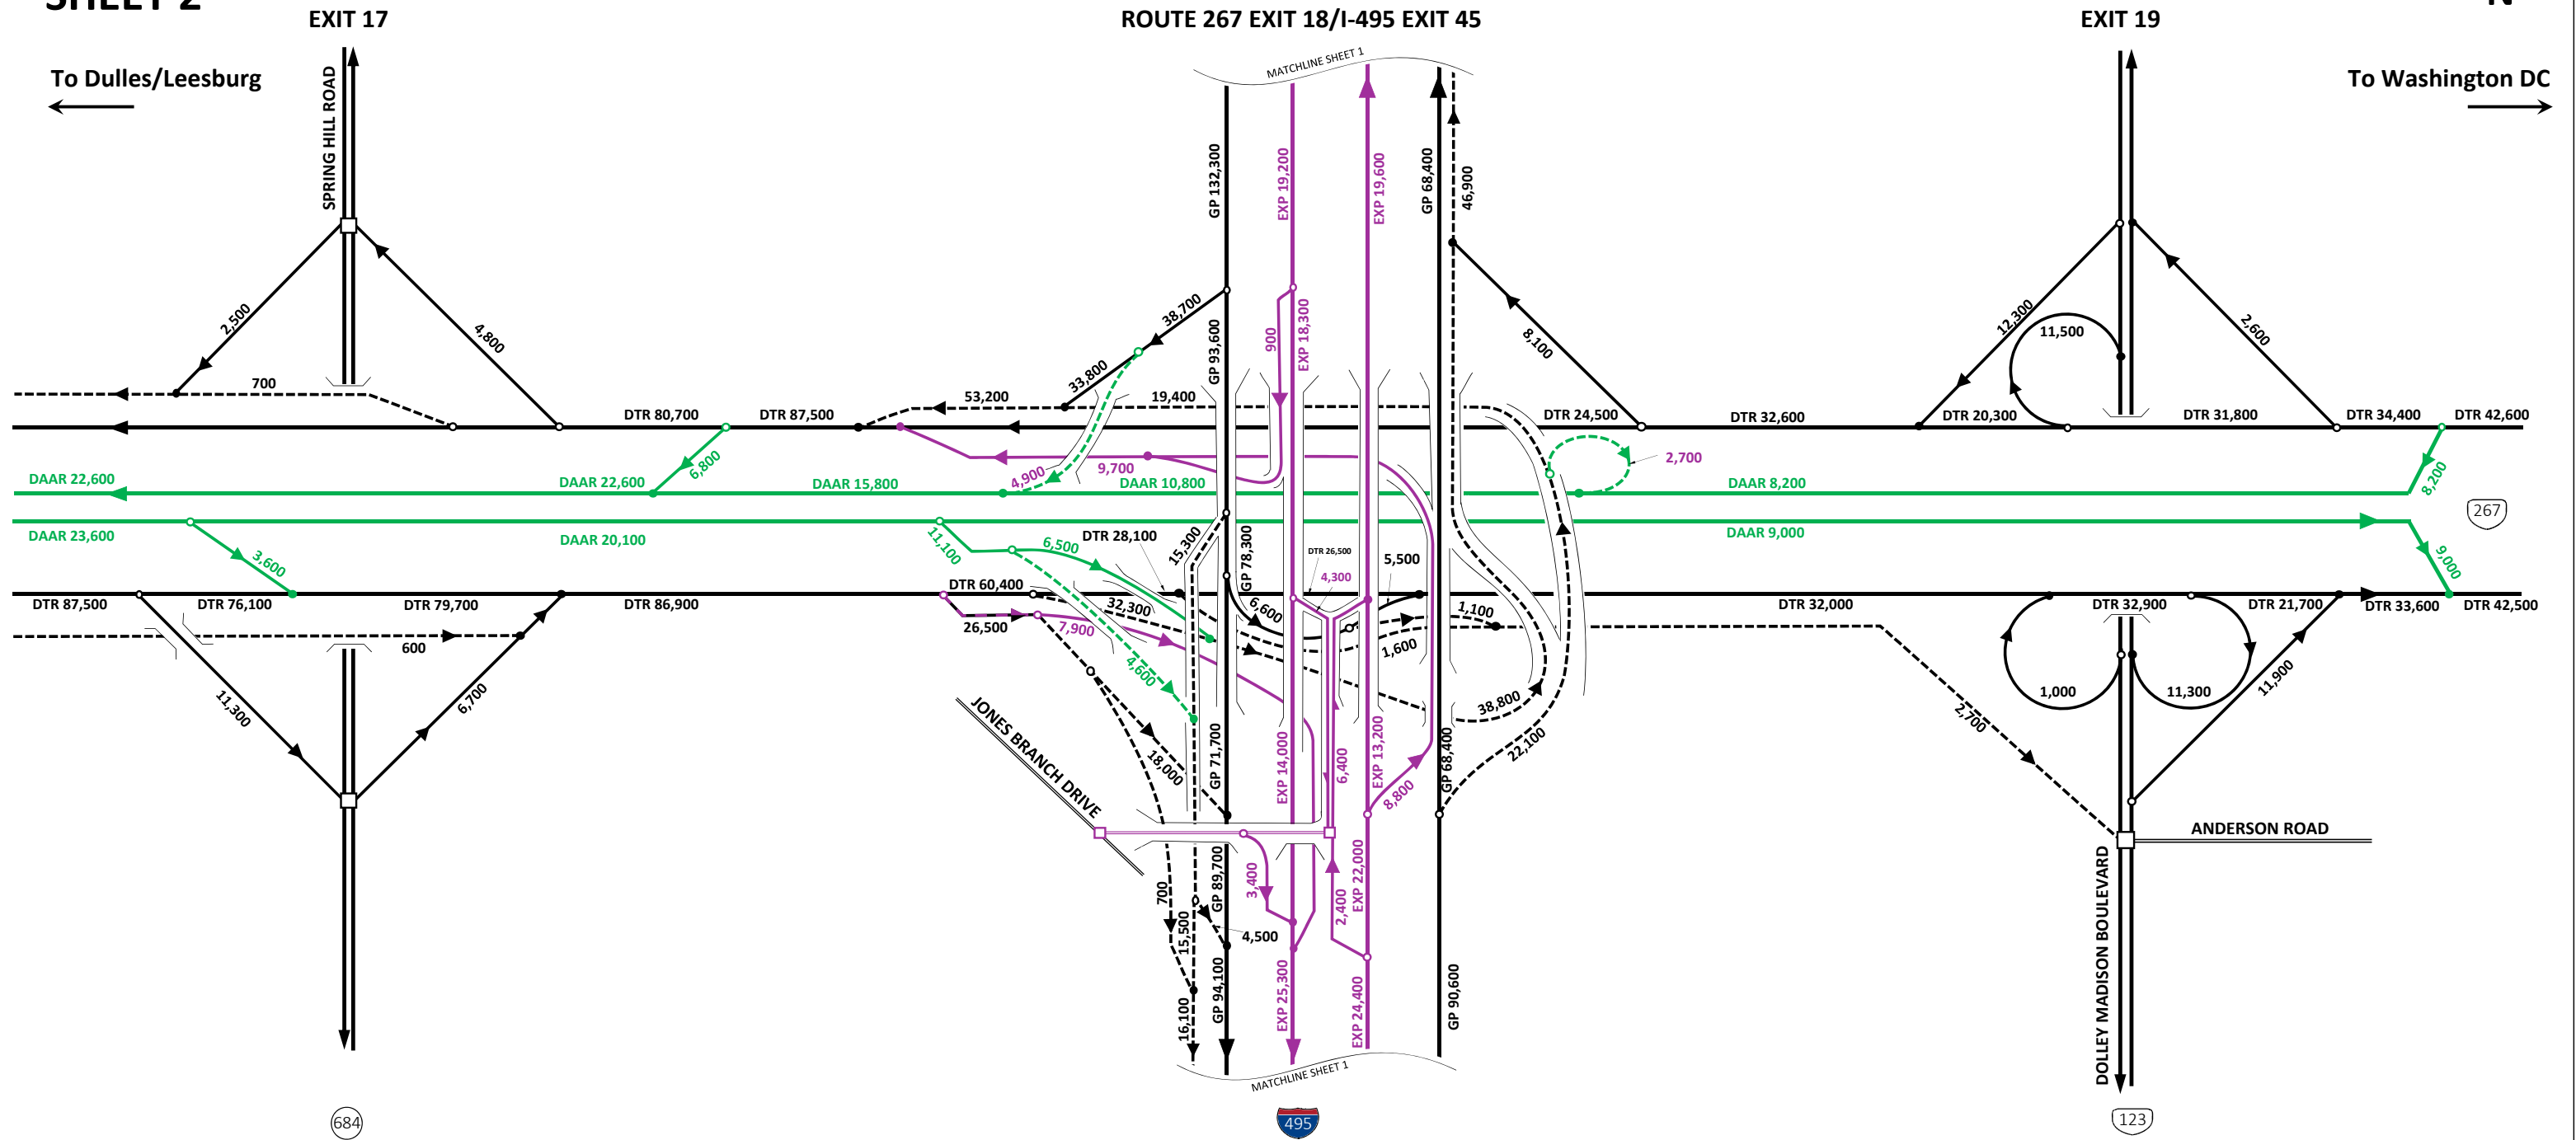 SHEET 2
N
EXIT 17
ROUTE 267 EXIT 18/I-495 EXIT 45
EXIT 19
To Dulles/Leesburg
To Washington DC
MATCHLINE SHEET 1
SPRING HILL ROAD
GP 132,300
EXP 19,200
EXP 19,600
GP 68,400
46,900
2,500
4,800
38,700
33,800
GP 93,600
900
EXP 18,300
8,100
12,300
11,500
2,600
700
53,200
19,400
DTR 80,700
DTR 87,500
DTR 24,500
DTR 32,600
DTR 20,300
DTR 31,800
DTR 34,400
DTR 42,600
6,800
4,900
9,700
2,700
8,200
DAAR 22,600
DAAR 22,600
DAAR 15,800
DAAR 10,800
DAAR 8,200
267
DAAR 23,600
DAAR 20,100
DAAR 9,000
3,600
11,100
6,500
DTR 28,100
15,300
GP 78,300
DTR 26,500
4,300
5,500
9,000
DTR 87,500
DTR 76,100
DTR 79,700
DTR 86,900
DTR 60,400
32,300
6,600
1,100
DTR 32,000
DTR 32,900
DTR 21,700
DTR 33,600
DTR 42,500
600
26,500
7,900
4,600
1,600
11,300
6,700
38,800
22,100
2,700
1,000
11,300
11,900
JONES BRANCH DRIVE
18,000
GP 71,700
EXP 14,000
6,400
EXP 13,200
8,800
GP 68,400
ANDERSON ROAD
700
15,500
GP 89,700
3,400
4,500
2,400
EXP 22,000
DOLLEY MADISON BOULEVARD
16,100
GP 94,100
EXP 25,300
EXP 24,400
GP 90,600
MATCHLINE SHEET 1
684
495
123